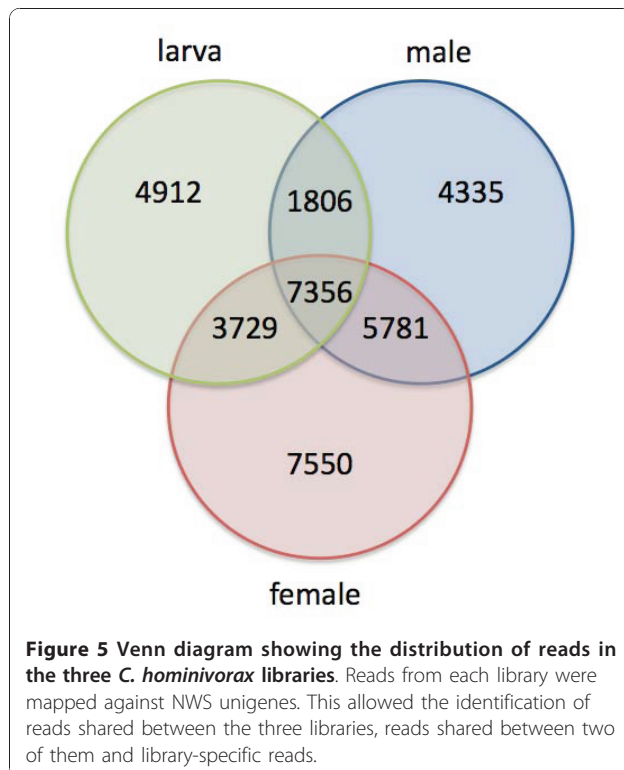 larva male
4912 1806 4335
7356
3729 5781
7550
female
Figure 5 Venn diagram showing the distribution of reads in
the three C. hominivorax libraries. Reads from each library were
mapped against NWS unigenes. This allowed the identification of
reads shared between the three libraries, reads shared between two
of them and library-specific reads.